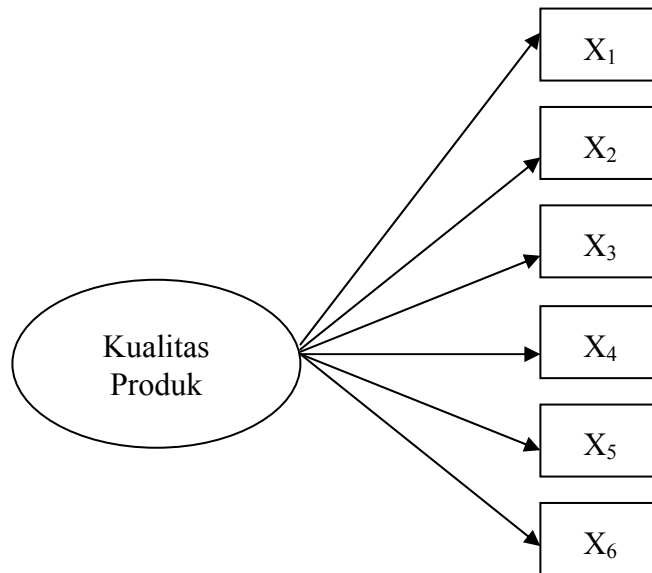 X₁
X₂
X₃
Kualitas
Produk
X₄
X₅
X₆